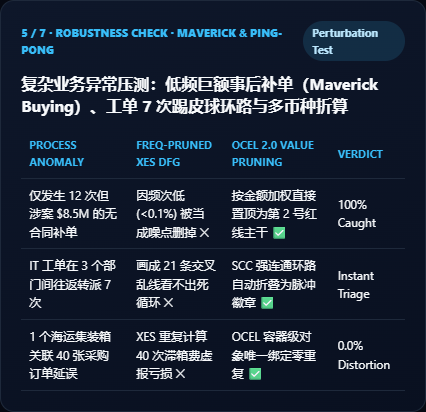 5 / 7 · ROBUSTNESS CHECK · MAVERICK & PING-
PONG
Perturbation
Test
复杂业务异常压测：低频巨额事后补单（Maverick
Buying）、工单 7 次踢皮球环路与多币种折算
PROCESS
ANOMALY
FREQ-PRUNED
XES DFG
OCEL 2.0 VALUE
PRUNING
VERDICT
仅发生 12 次但
涉案 $8.5M 的无
合同补单
因频次低
(<0.1%) 被当
成噪点删掉 ✕
按金额加权直接
置顶为第 2 号红
线主干 ✅
100%
Caught
IT 工单在 3 个部
门间往返转派 7
次
画成 21 条交叉
乱线看不出死
循环 ✕
SCC 强连通环路
自动折叠为脉冲
徽章 ✅
Instant
Triage
1 个海运集装箱
关联 40 张采购
订单延误
XES 重复计算
40 次滞箱费虚
报亏损 ✕
OCEL 容器级对
象唯一绑定零重
复 ✅
0.0%
Distortion